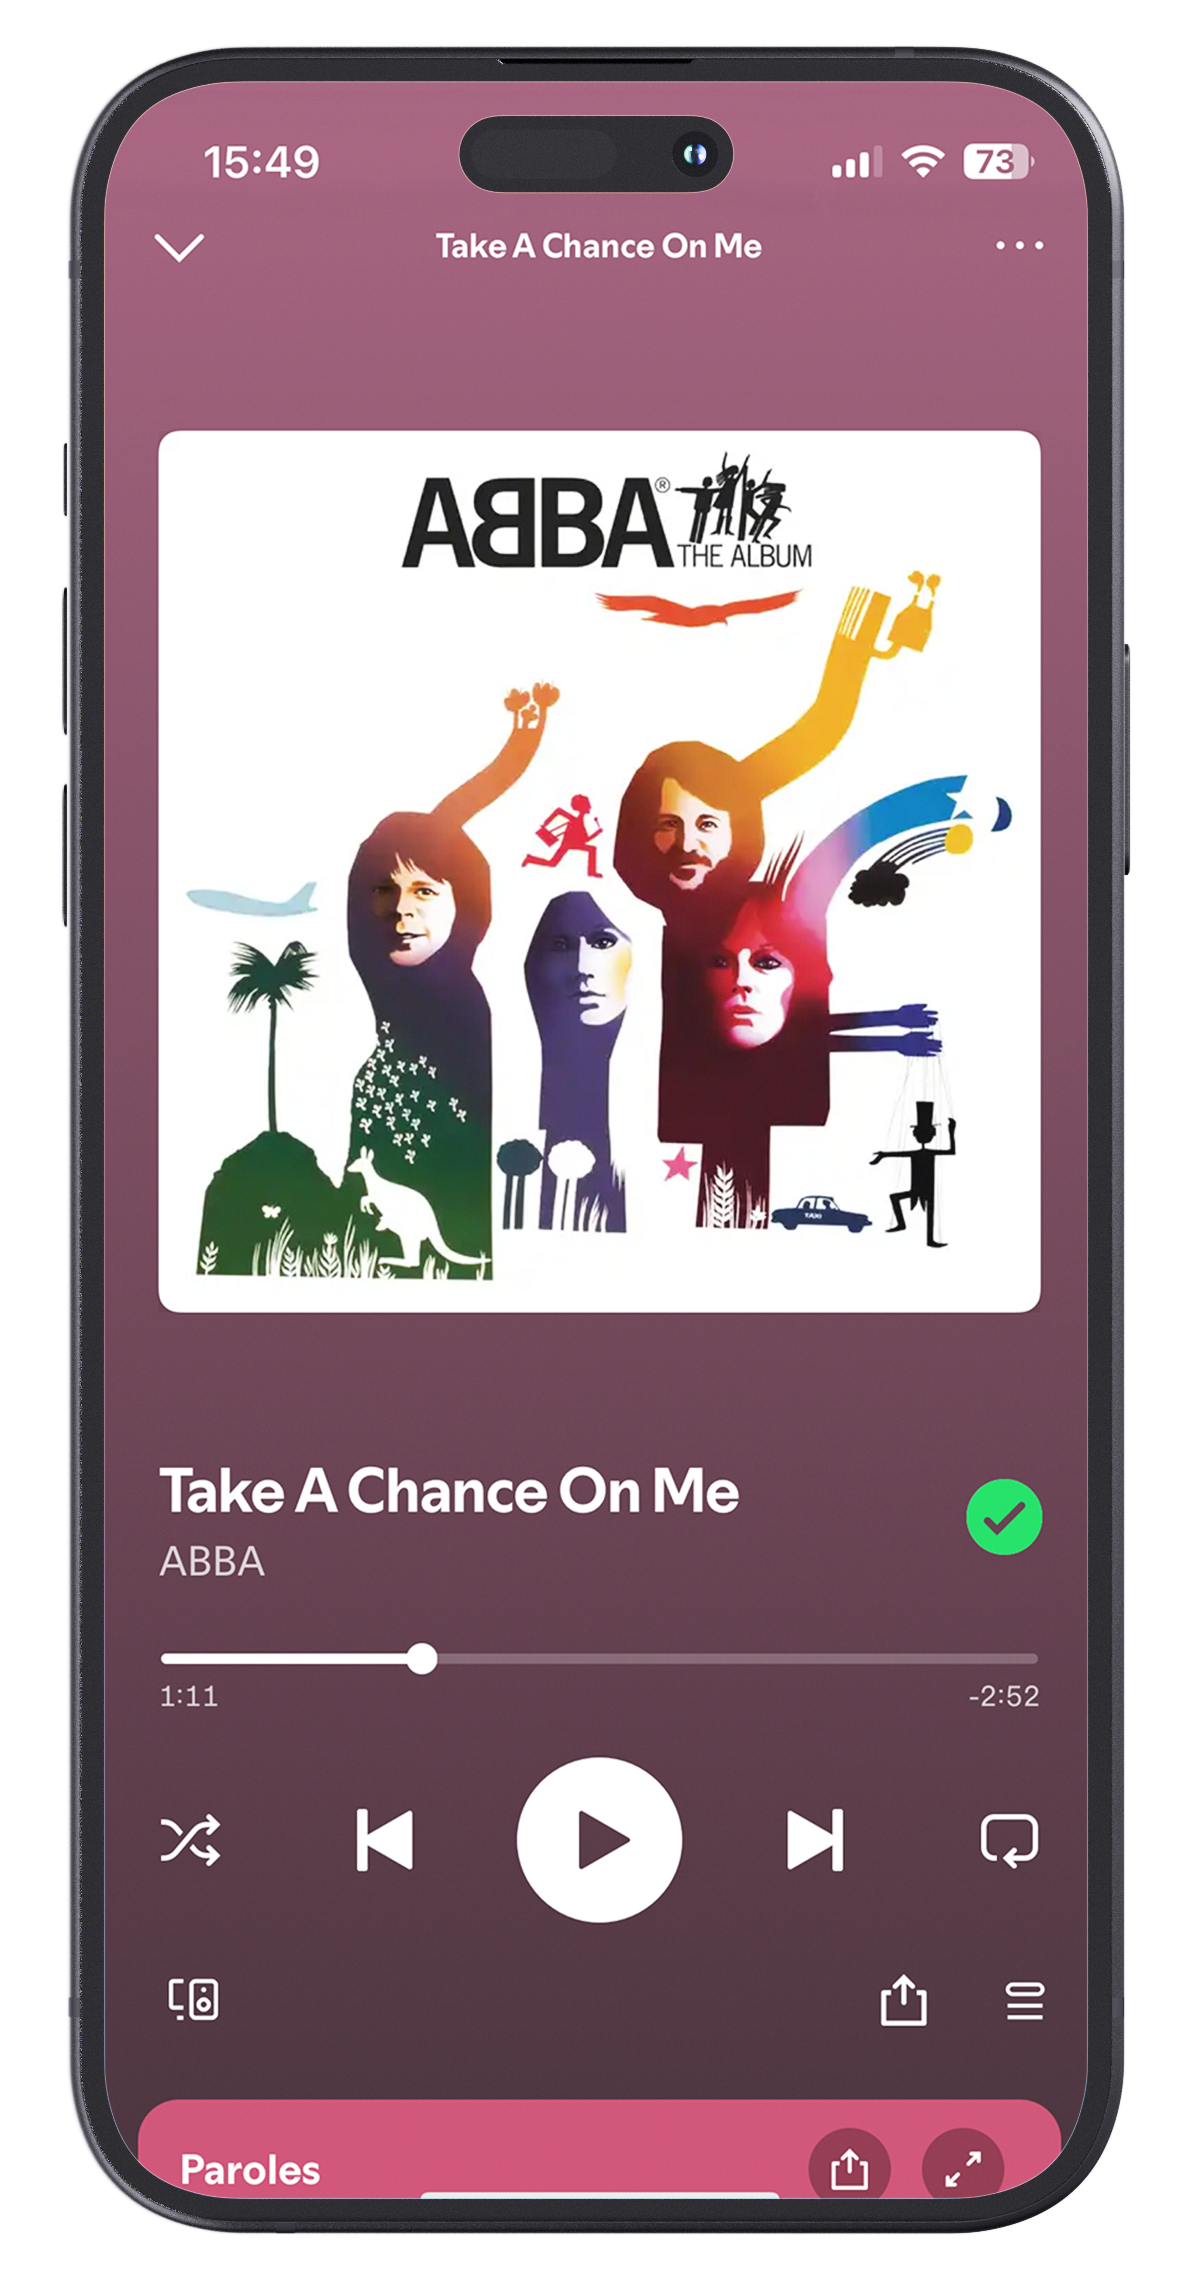 15:49
73
Take A Chance On Me
ABBA®
THE ALBUM
TAXI
Take A Chance On Me
ABBA
1:11
-2:52
Paroles